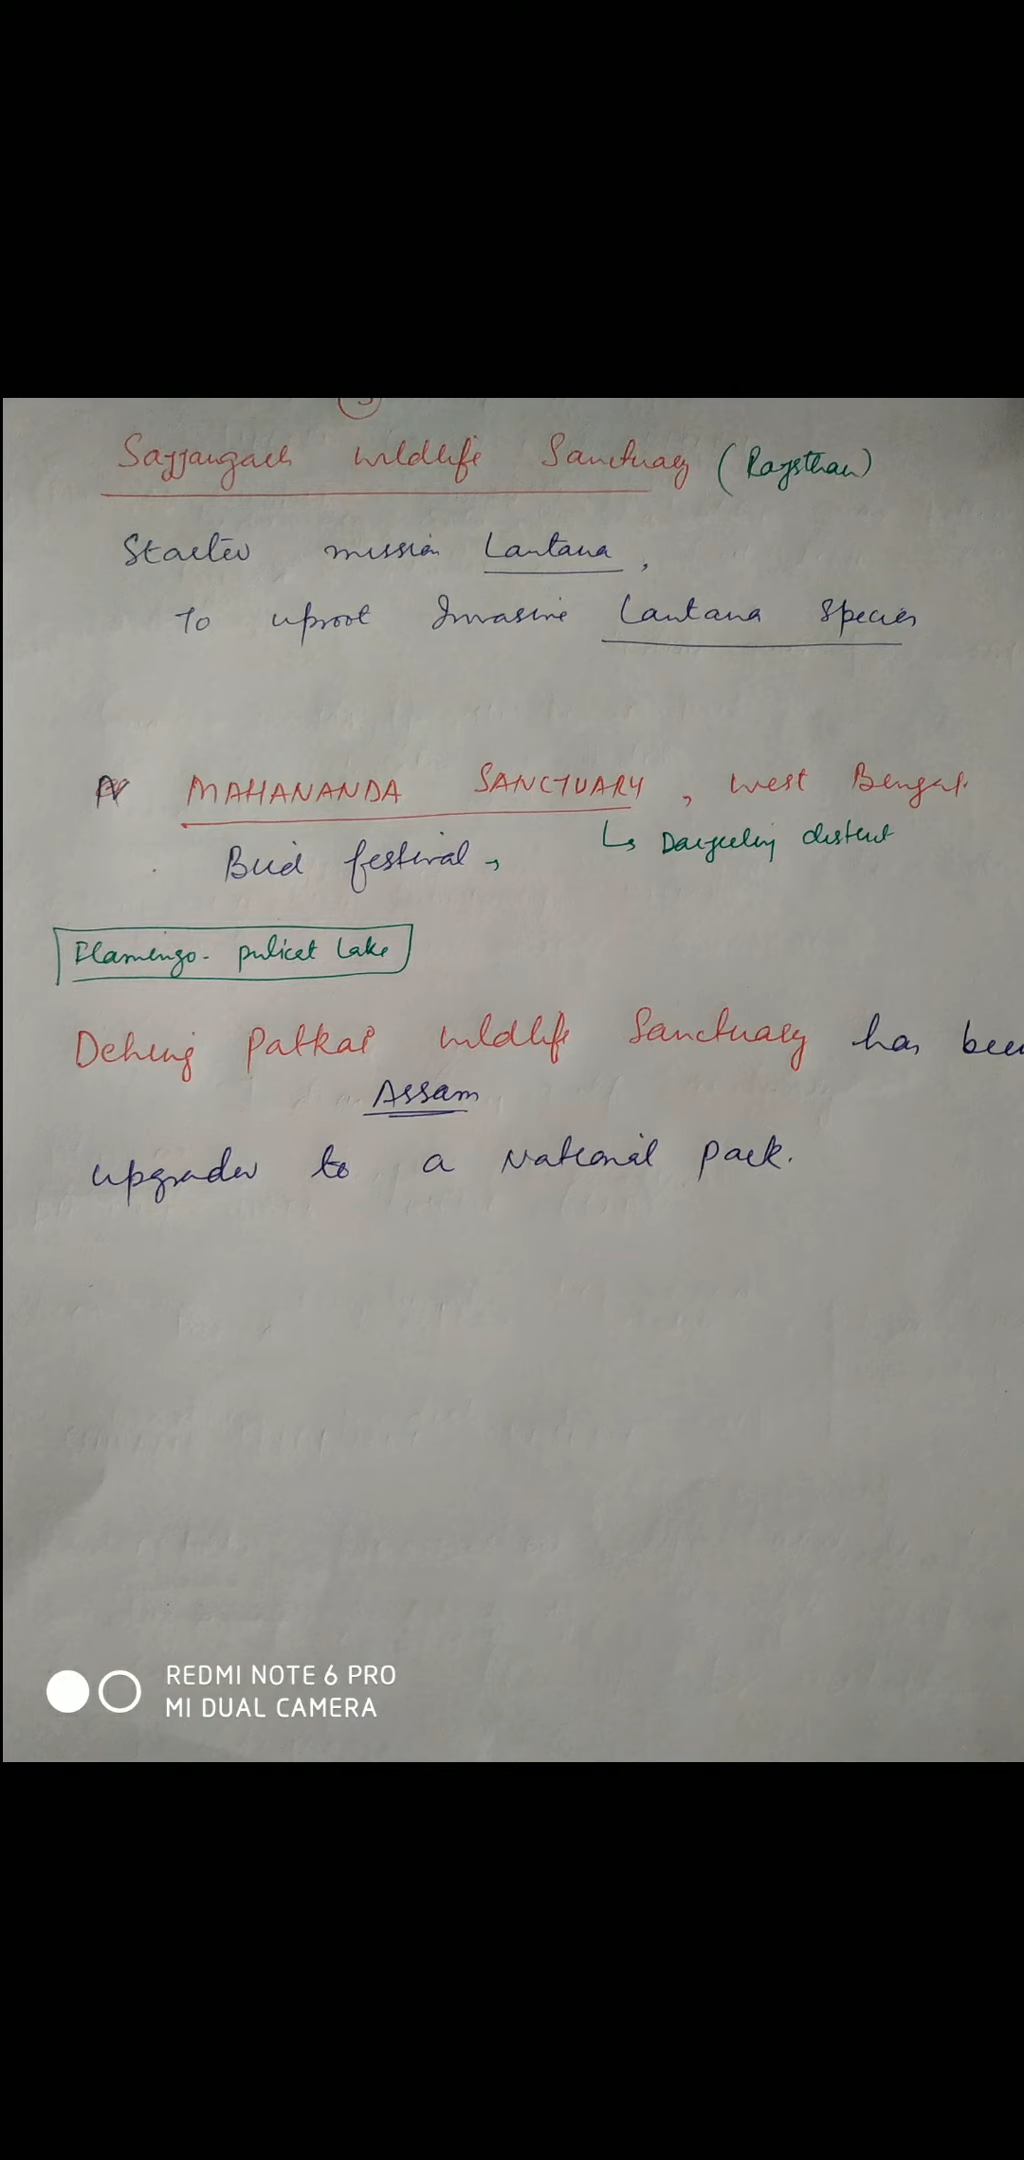 Sajjangarh wildlife Sanctuary (Rajsthan)
Started mission Lantana,
To uproot Invasive Lantana Species
MAHANANDA SANCTUARY, West Bengal
Bird festival, ↳ Darjeeling district
Flamingo - pulicet Lake
Dehing Patkai wildlife Sanctuary has been
Assam
upgraded to a National Park.
REDMI NOTE 6 PRO
MI DUAL CAMERA